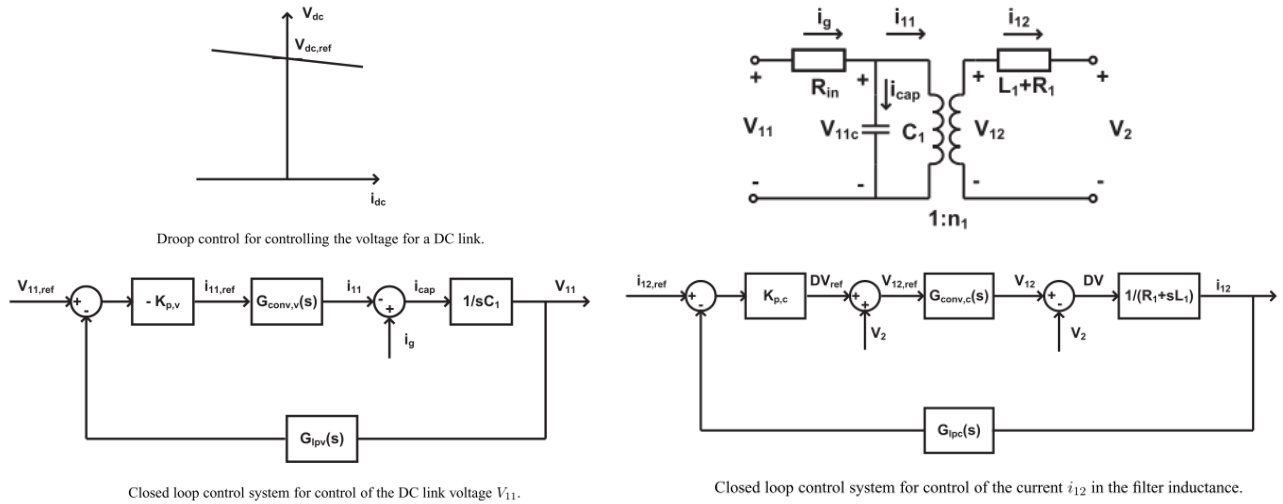 V_dc
V_dc,ref
i_dc
Droop control for controlling the voltage for a DC link.
i_g i_11 i_12
R_in i_cap L_1+R_1
+ + + +
V_11 V_11c C_1 V_12 V_2
- - - -
1:n_1
V_11,ref + - - K_p,v i_11,ref G_conv,v(s) i_11 - + i_cap 1/sC_1 V_11
i_g
G_lpv(s)
Closed loop control system for control of the DC link voltage V_11.
i_12,ref + - K_p,c DV_ref + + V_12,ref G_conv,c(s) V_12 + - DV 1/(R_1+sL_1) i_12
V_2 V_2
G_lpc(s)
Closed loop control system for control of the current i_12 in the filter inductance.